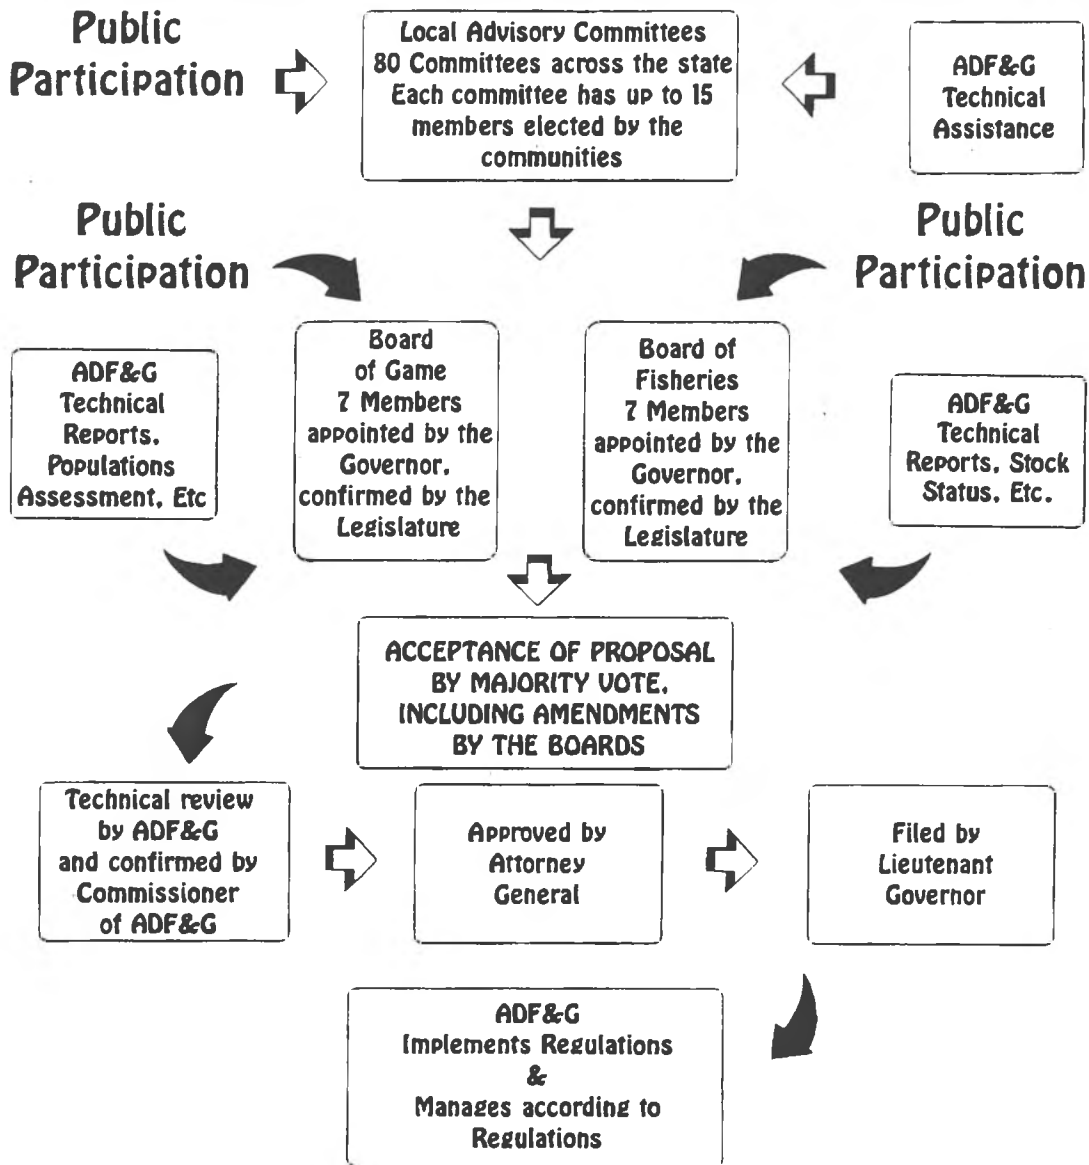 Public
Participation
Local Advisory Committees
80 Committees across the state
Each committee has up to 15
members elected by the
communities
ADF&G
Technical
Assistance
Public
Participation
Public
Participation
ADF&G
Technical
Reports,
Populations
Assessment, Etc
Board
of Game
7 Members
appointed by the
Governor,
confirmed by the
Legislature
Board of
Fisheries
7 Members
appointed by the
Governor,
confirmed by the
Legislature
ADF&G
Technical
Reports, Stock
Status, Etc.
ACCEPTANCE OF PROPOSAL
BY MAJORITY VOTE,
INCLUDING AMENDMENTS
BY THE BOARDS
Technical review
by ADF&G
and confirmed by
Commissioner
of ADF&G
Approved by
Attorney
General
Filed by
Lieutenant
Governor
ADF&G
Implements Regulations
&
Manages according to
Regulations